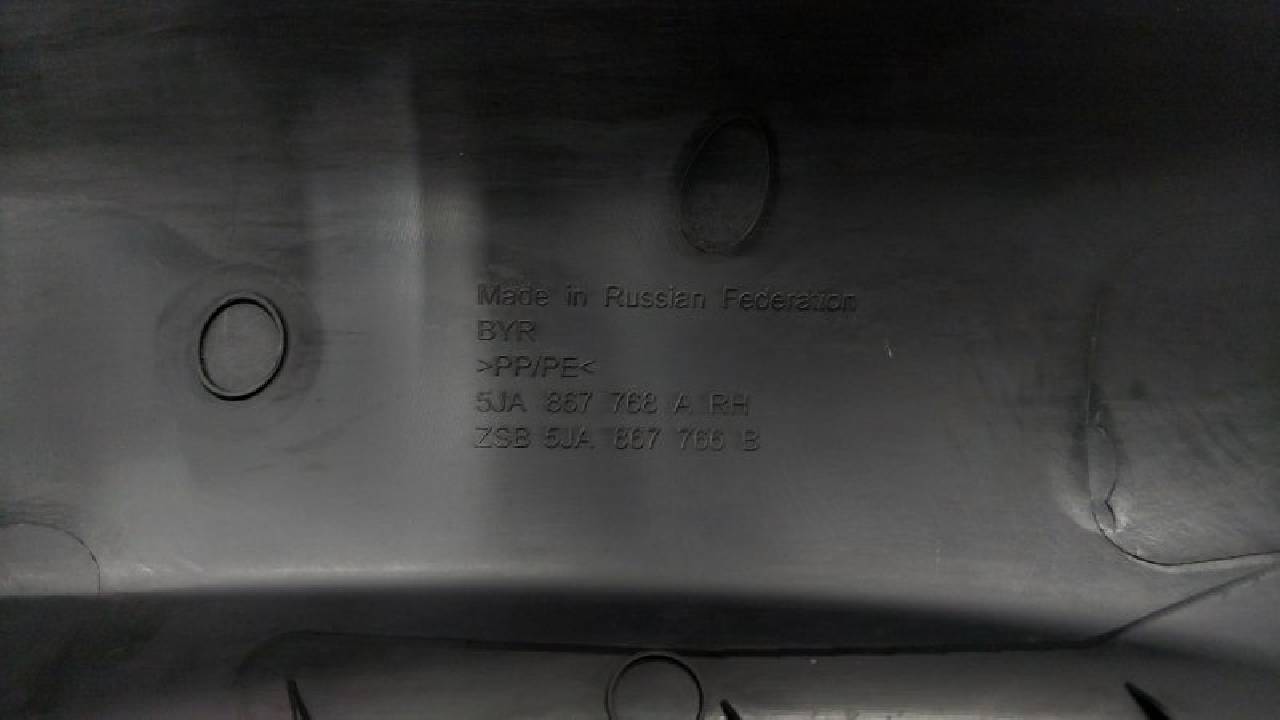 Made in Russian Federation
BYR
>PP/PE<
5JA 867 768 A RH
ZSB 5JA 867 766 B